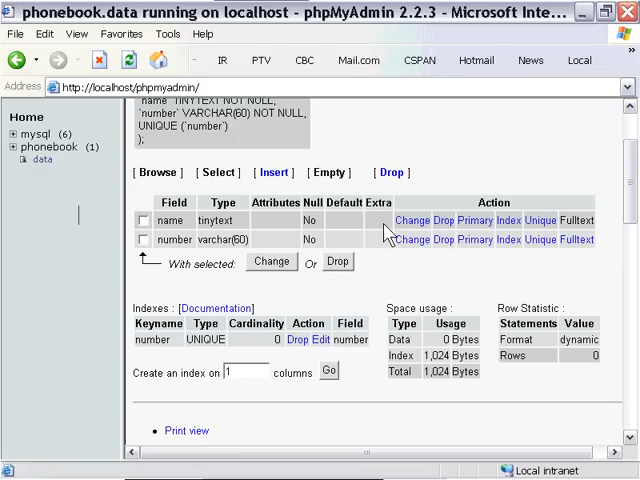 phonebook.data running on localhost - phpMyAdmin 2.2.3 - Microsoft Inte...
File Edit View Favorites Tools Help
Back IR PTV CBC Mail.com CSPAN Hotmail News Local
Address http://localhost/phpmyadmin/
Home
mysql (6)
phonebook (1)
data
`name` TINYTEXT NOT NULL,
`number` VARCHAR(60) NOT NULL,
UNIQUE (`number`)
);
[ Browse ] [ Select ] [ Insert ] [ Empty ] [ Drop ]
Field Type Attributes Null Default Extra Action
name tinytext No Change Drop Primary Index Unique Fulltext
number varchar(60) No Change Drop Primary Index Unique Fulltext
With selected: Change Or Drop
Indexes : [Documentation]
Keyname Type Cardinality Action Field
number UNIQUE 0 Drop Edit number
Create an index on 1 columns Go
Space usage :
Type Usage
Data 0 Bytes
Index 1,024 Bytes
Total 1,024 Bytes
Row Statistic :
Statements Value
Format dynamic
Rows 0
Print view
Local intranet